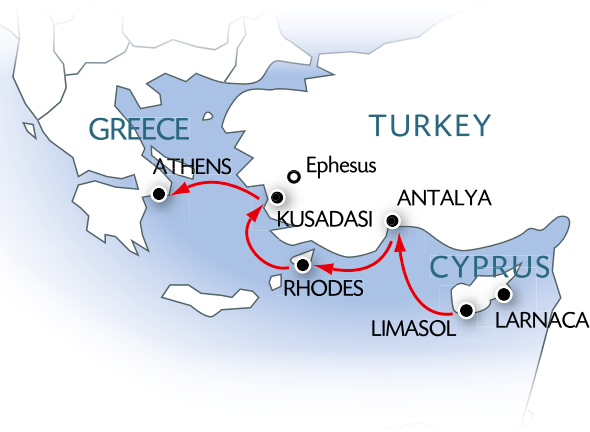 GREECE
TURKEY
ATHENS
Ephesus
KUSADASI
ANTALYA
CYPRUS
RHODES
LIMASOL
LARNACA